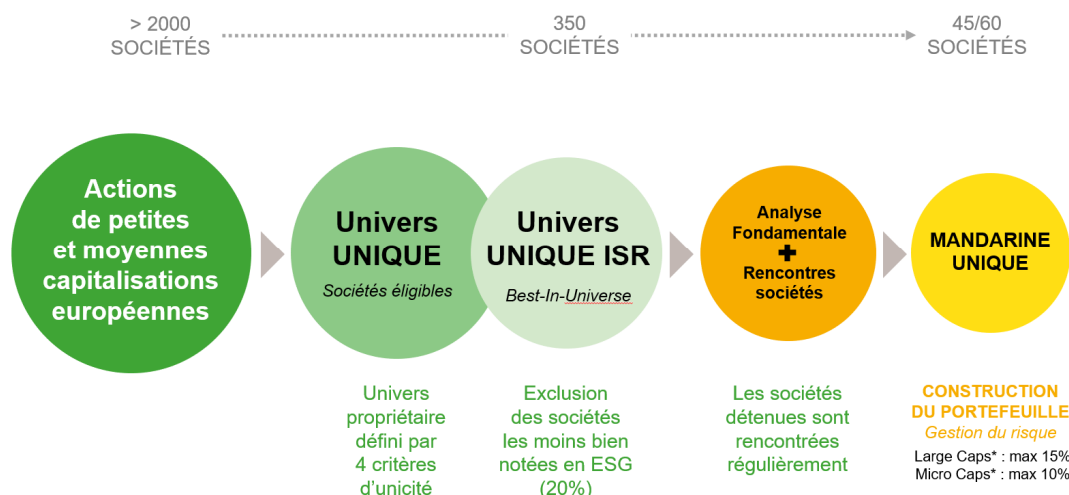 > 2000
SOCIÉTÉS
350
SOCIÉTÉS
45/60
SOCIÉTÉS
Actions
de petites
et moyennes
capitalisations
européennes
Univers
UNIQUE
Sociétés éligibles
Univers
UNIQUE ISR
Best-In-Universe
Analyse
Fondamentale
+
Rencontres
sociétés
MANDARINE
UNIQUE
Univers
propriétaire
défini par
4 critères
d'unicité
Exclusion
des sociétés
les moins bien
notées en ESG
(20%)
Les sociétés
détenues sont
rencontrées
régulièrement
CONSTRUCTION
DU PORTEFEUILLE
Gestion du risque
Large Caps* : max 15%
Micro Caps* : max 10%